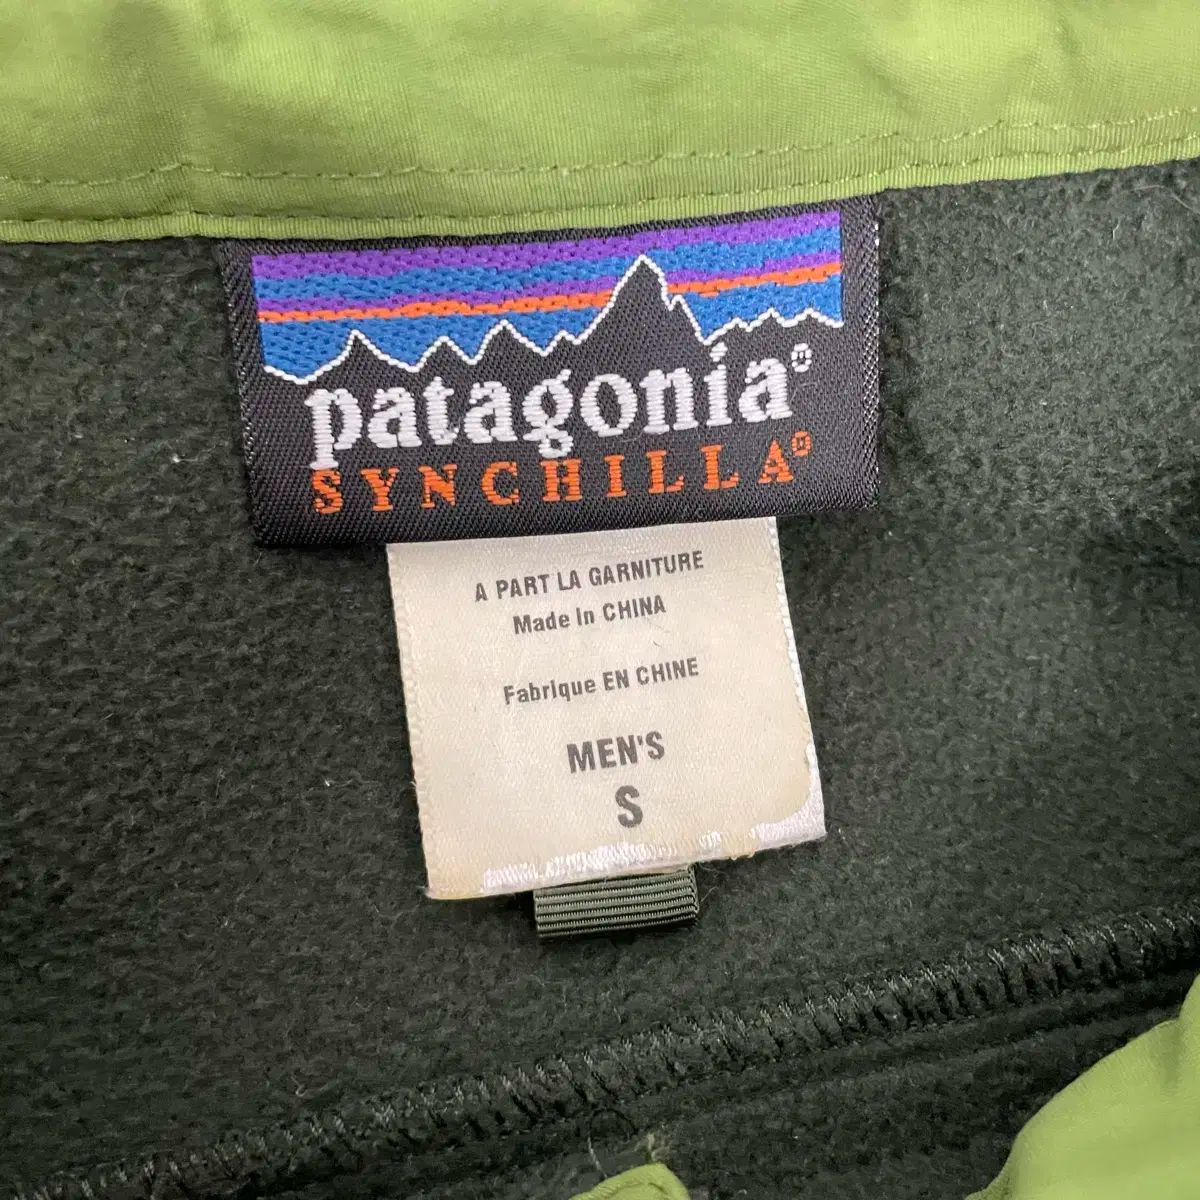 patagonia®
SYNCHILLA®
A PART LA GARNITURE
Made In CHINA
Fabrique EN CHINE
MEN'S
S